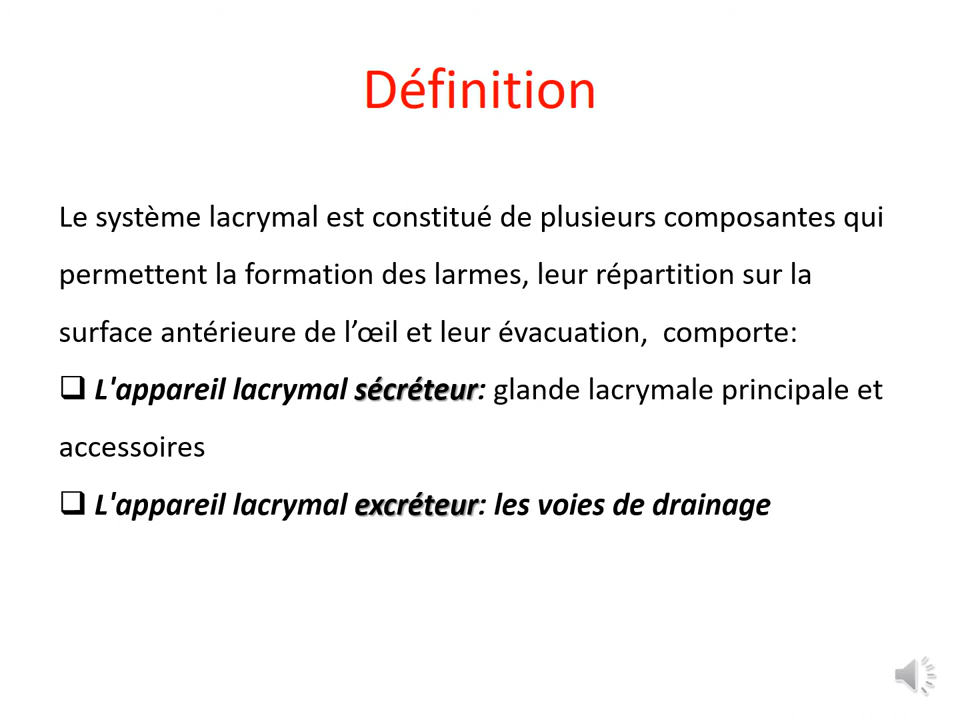 Définition
Le système lacrymal est constitué de plusieurs composantes qui
permettent la formation des larmes, leur répartition sur la
surface antérieure de l’œil et leur évacuation,  comporte:
❑ L'appareil lacrymal sécréteur: glande lacrymale principale et
accessoires
❑ L'appareil lacrymal excréteur: les voies de drainage